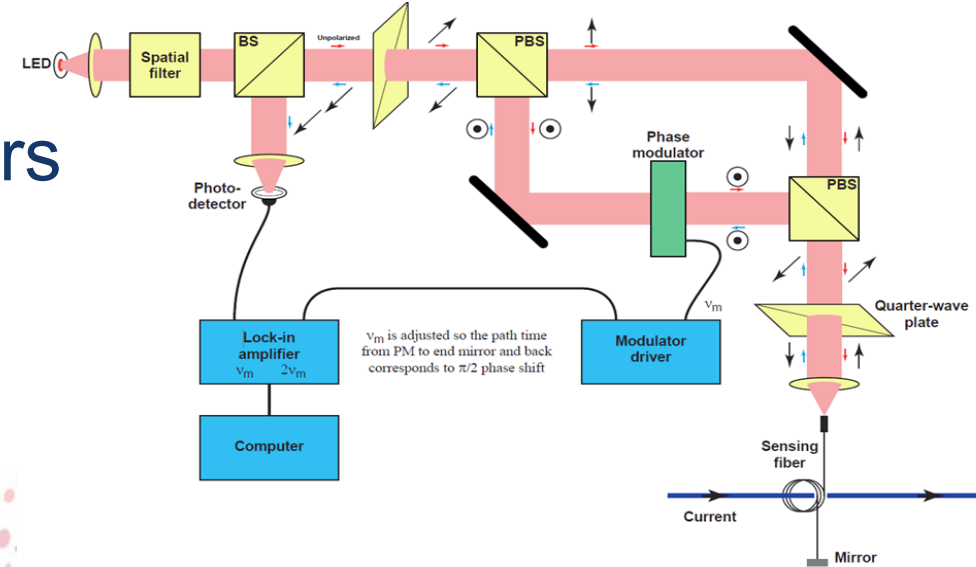 rs
LED
Spatial
filter
BS
Unpolarized
PBS
Phase
modulator
PBS
Photo-
detector
Quarter-wave
plate
νm
Lock-in
amplifier
νm 2νm
νm is adjusted so the path time
from PM to end mirror and back
corresponds to π/2 phase shift
Modulator
driver
Computer
Sensing
fiber
Current
Mirror